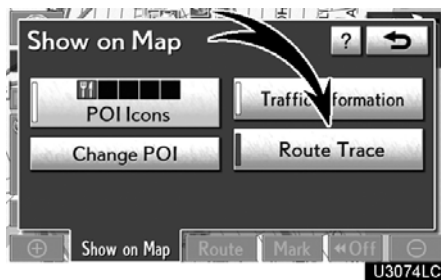 Show on Map ?
POI Icons
Traffic Information
Change POI
Route Trace
Show on Map Route Mark «Off
U3074LC